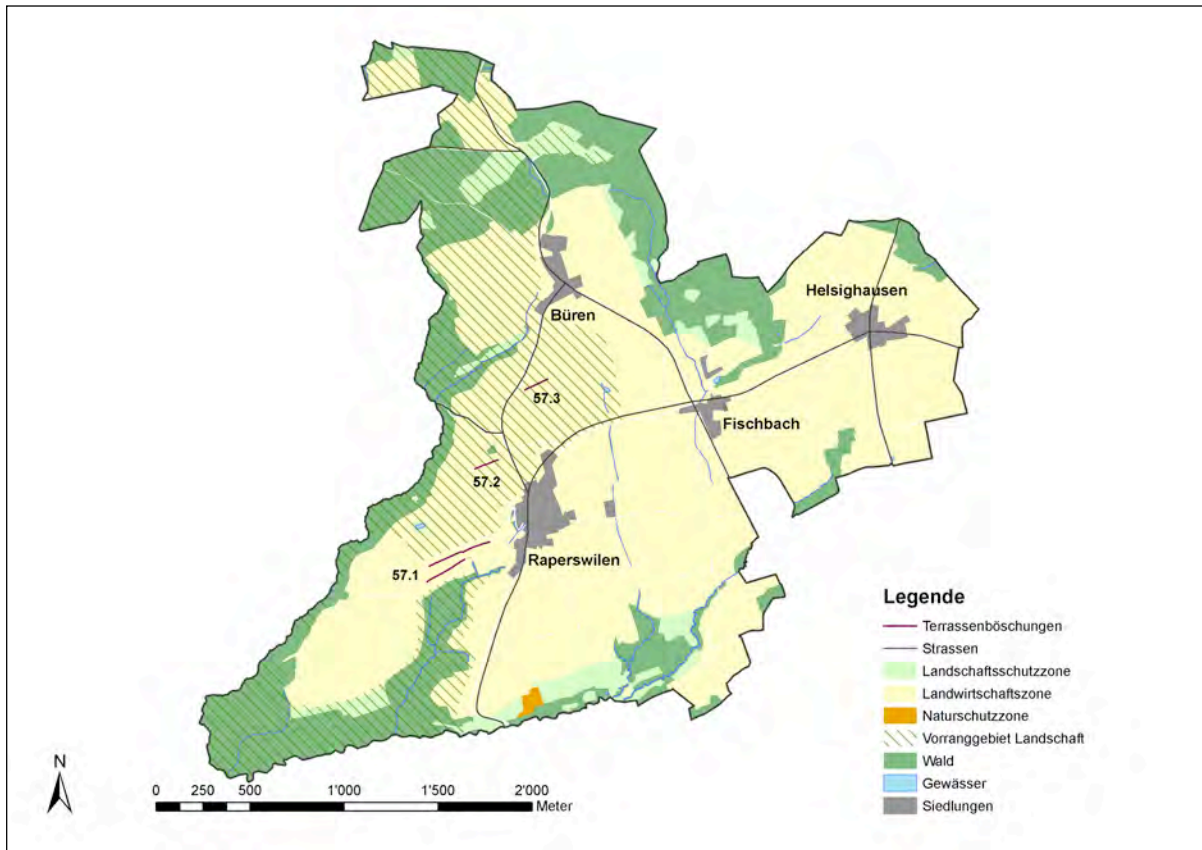 Helsighausen
Büren
57.3
Fischbach
57.2
Raperswilen
57.1
Legende
Terrassenböschungen
Strassen
Landschaftsschutzzone
Landwirtschaftszone
Naturschutzzone
Vorranggebiet Landschaft
Wald
Gewässer
Siedlungen
N
0 250 500 1'000 1'500 2'000 Meter